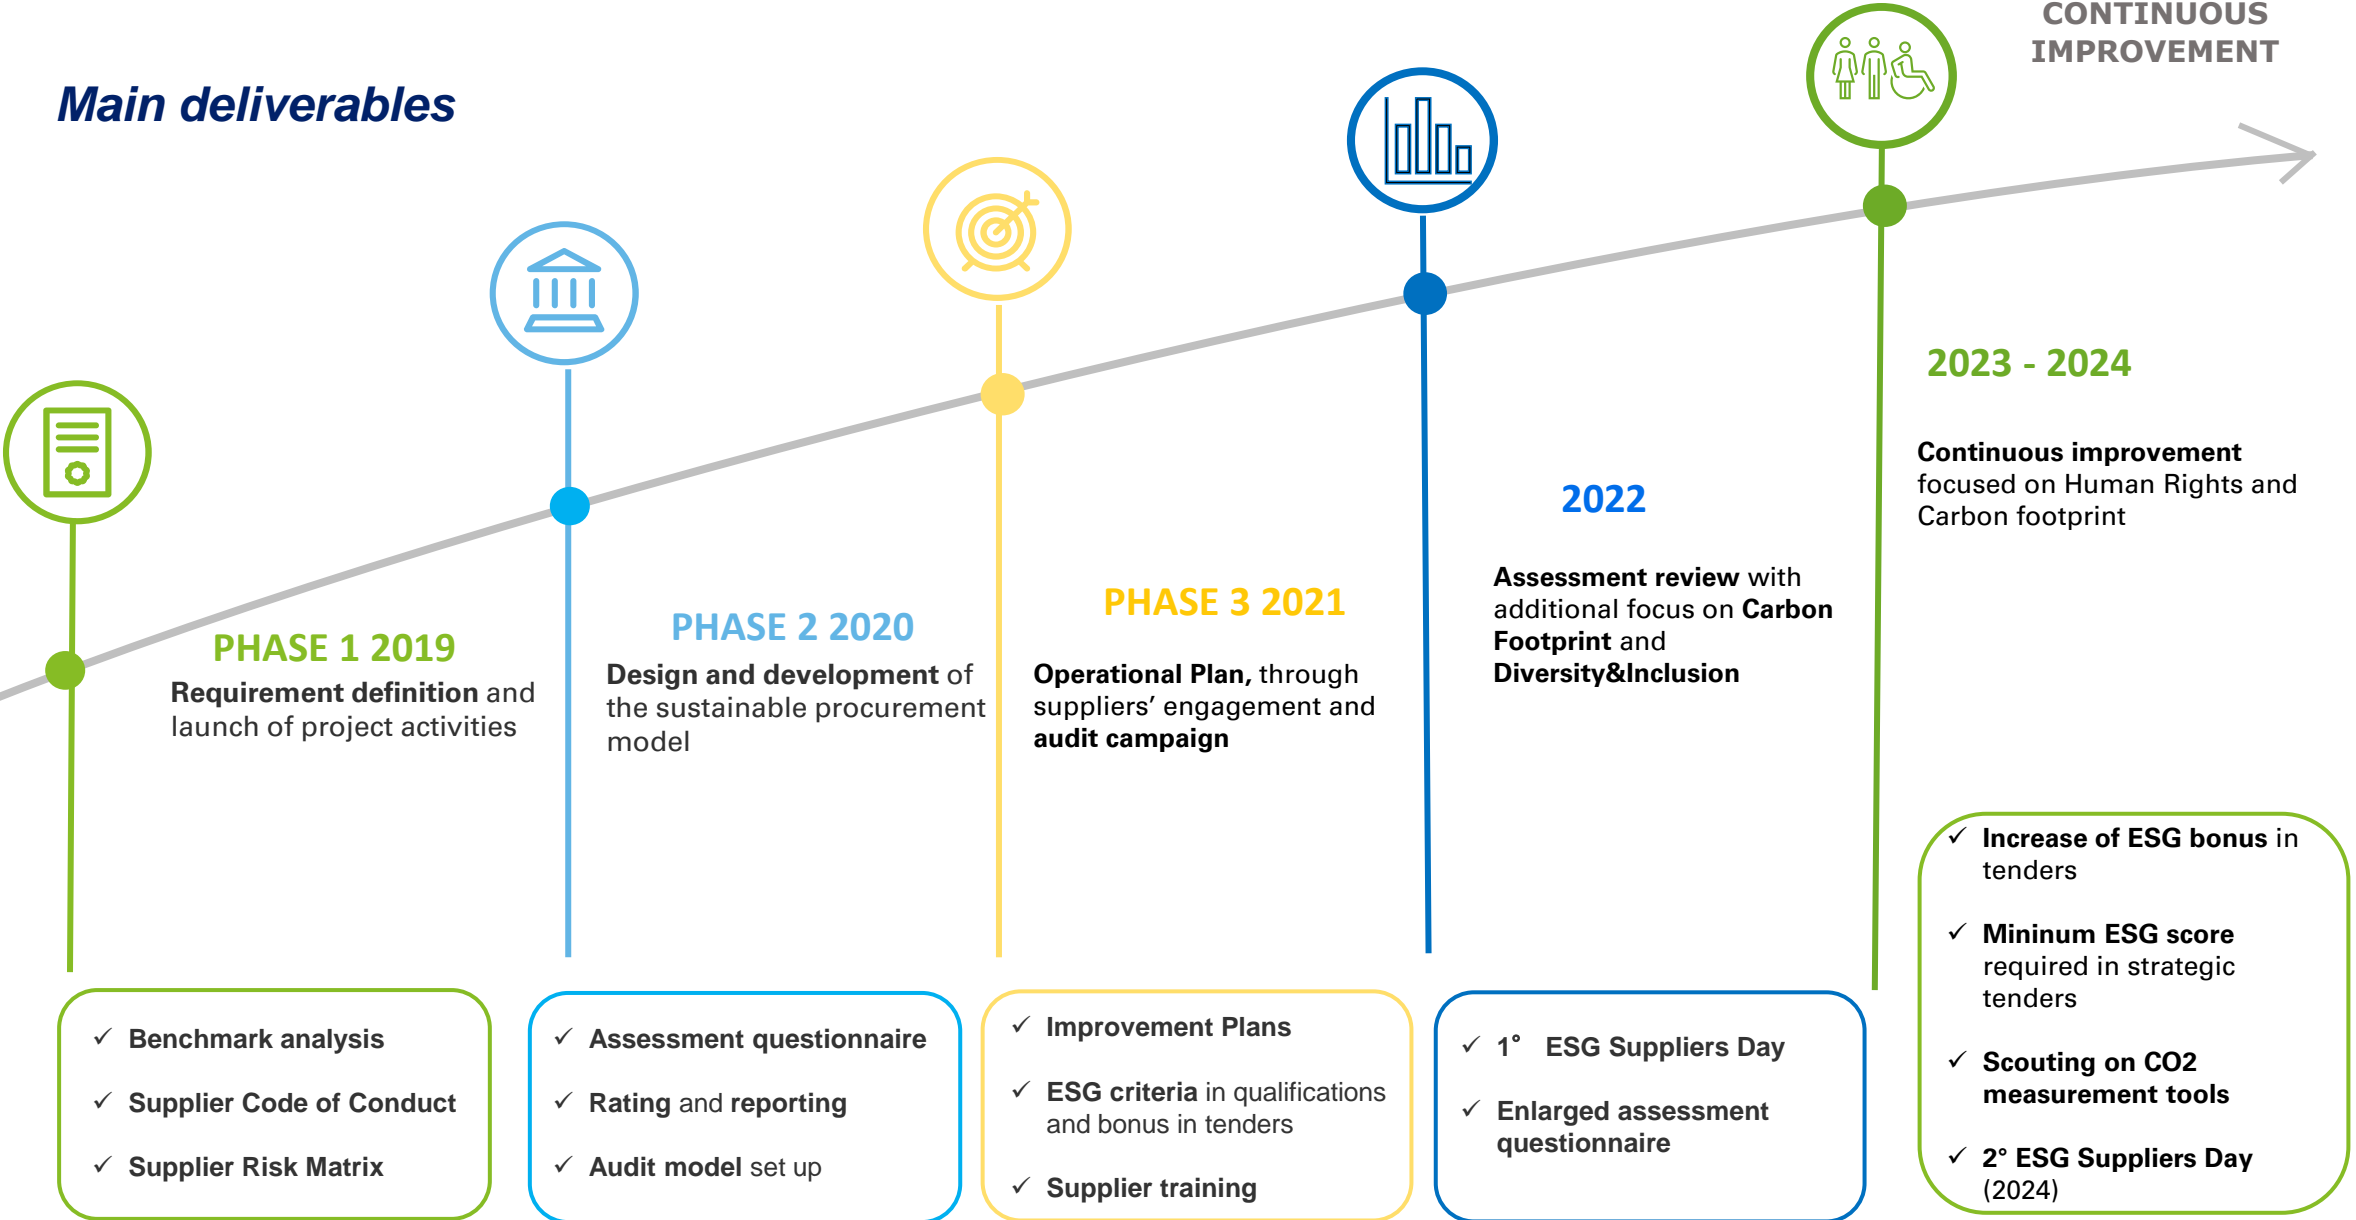 CONTINUOUS
IMPROVEMENT
Main deliverables
PHASE 1 2019
Requirement definition and
launch of project activities
PHASE 2 2020
Design and development of
the sustainable procurement
model
PHASE 3 2021
Operational Plan, through
suppliers’ engagement and
audit campaign
2022
Assessment review with
additional focus on Carbon
Footprint and
Diversity&Inclusion
2023 - 2024
Continuous improvement
focused on Human Rights and
Carbon footprint
✓ Benchmark analysis
✓ Supplier Code of Conduct
✓ Supplier Risk Matrix
✓ Assessment questionnaire
✓ Rating and reporting
✓ Audit model set up
✓ Improvement Plans
✓ ESG criteria in qualifications
and bonus in tenders
✓ Supplier training
✓ 1° ESG Suppliers Day
✓ Enlarged assessment
questionnaire
✓ Increase of ESG bonus in
tenders
✓ Mininum ESG score
required in strategic
tenders
✓ Scouting on CO2
measurement tools
✓ 2° ESG Suppliers Day
(2024)